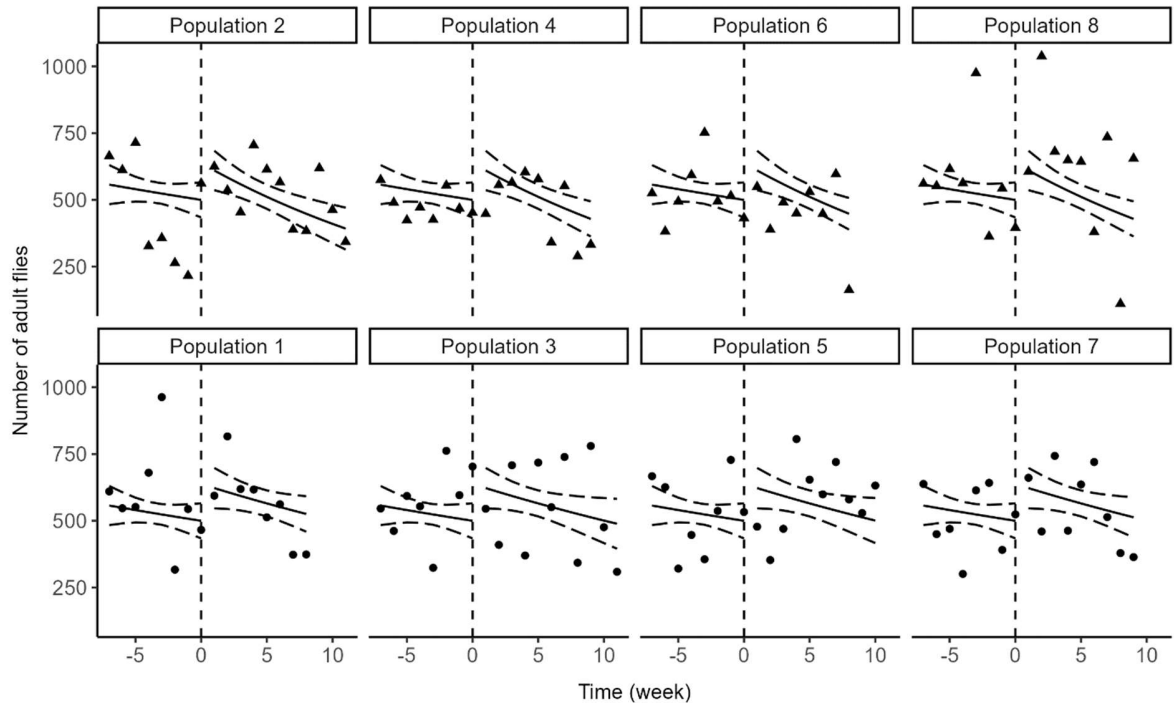 Population 2 Population 4 Population 6 Population 8
1000
750
500
250
Number of adult flies
Population 1 Population 3 Population 5 Population 7
1000
750
500
250
-5 0 5 10 -5 0 5 10 -5 0 5 10 -5 0 5 10
Time (week)